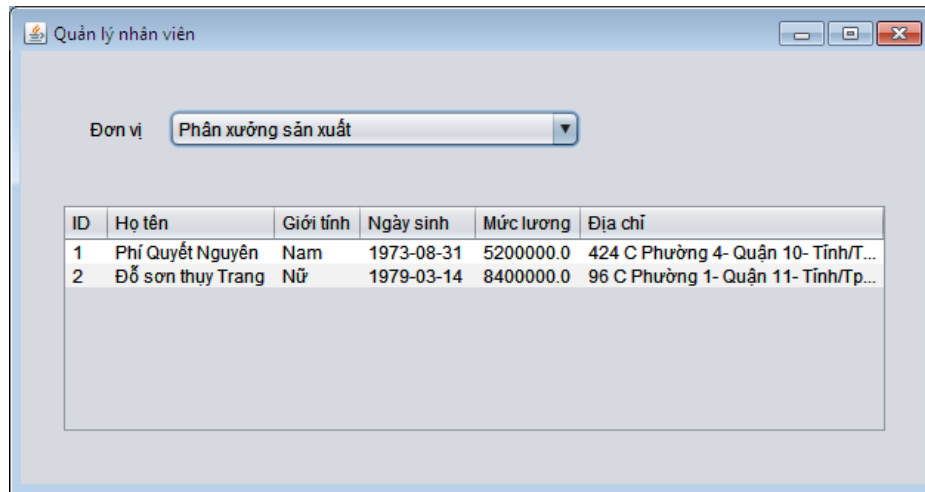 Quản lý nhân viên
Đơn vị Phân xưởng sản xuất
ID Họ tên Giới tính Ngày sinh Mức lương Địa chỉ
1 Phí Quyết Nguyên Nam 1973-08-31 5200000.0 424 C Phường 4- Quận 10- Tỉnh/T...
2 Đỗ sơn thụy Trang Nữ 1979-03-14 8400000.0 96 C Phường 1- Quận 11- Tỉnh/Tp...